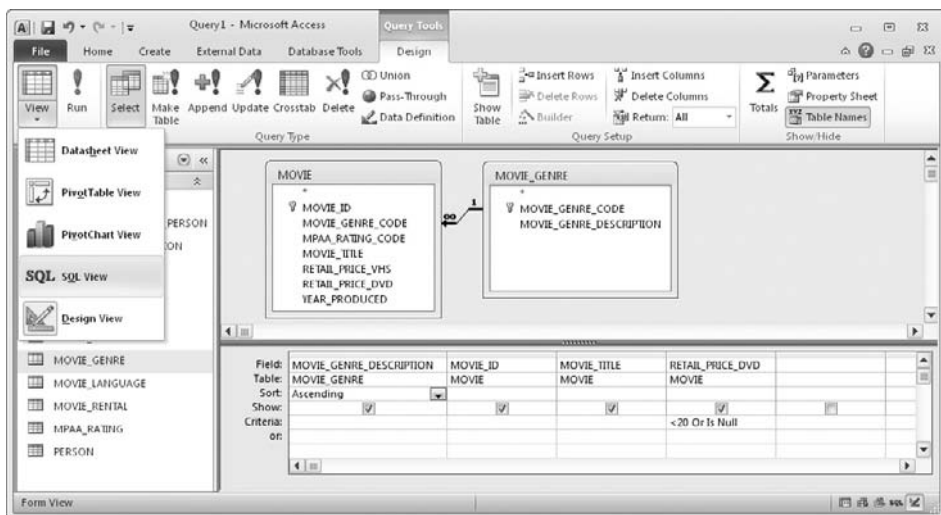 Query1 - Microsoft Access
Query Tools
File Home Create External Data Database Tools Design
View
Run
Select
Make Table
Append
Update
Crosstab
Delete
Union
Pass-Through
Data Definition
Query Type
Show Table
Insert Rows
Delete Rows
Builder
Insert Columns
Delete Columns
Return: All
Query Setup
Totals
Parameters
Property Sheet
Table Names
Show/Hide
Datasheet View
PivotTable View
PivotChart View
SQL SQL View
Design View
PERSON
ON
MOVIE_GENRE
MOVIE_LANGUAGE
MOVIE_RENTAL
MPAA_RATING
PERSON
MOVIE
*
MOVIE_ID
MOVIE_GENRE_CODE
MPAA_RATING_CODE
MOVIE_TITLE
RETAIL_PRICE_VHS
RETAIL_PRICE_DVD
YEAR_PRODUCED
∞ 1
MOVIE_GENRE
*
MOVIE_GENRE_CODE
MOVIE_GENRE_DESCRIPTION
Field: MOVIE_GENRE_DESCRIPTION MOVIE_ID MOVIE_TITLE RETAIL_PRICE_DVD
Table: MOVIE_GENRE MOVIE MOVIE MOVIE
Sort: Ascending
Show:
Criteria: <20 Or Is Null
or:
Form View
SQL